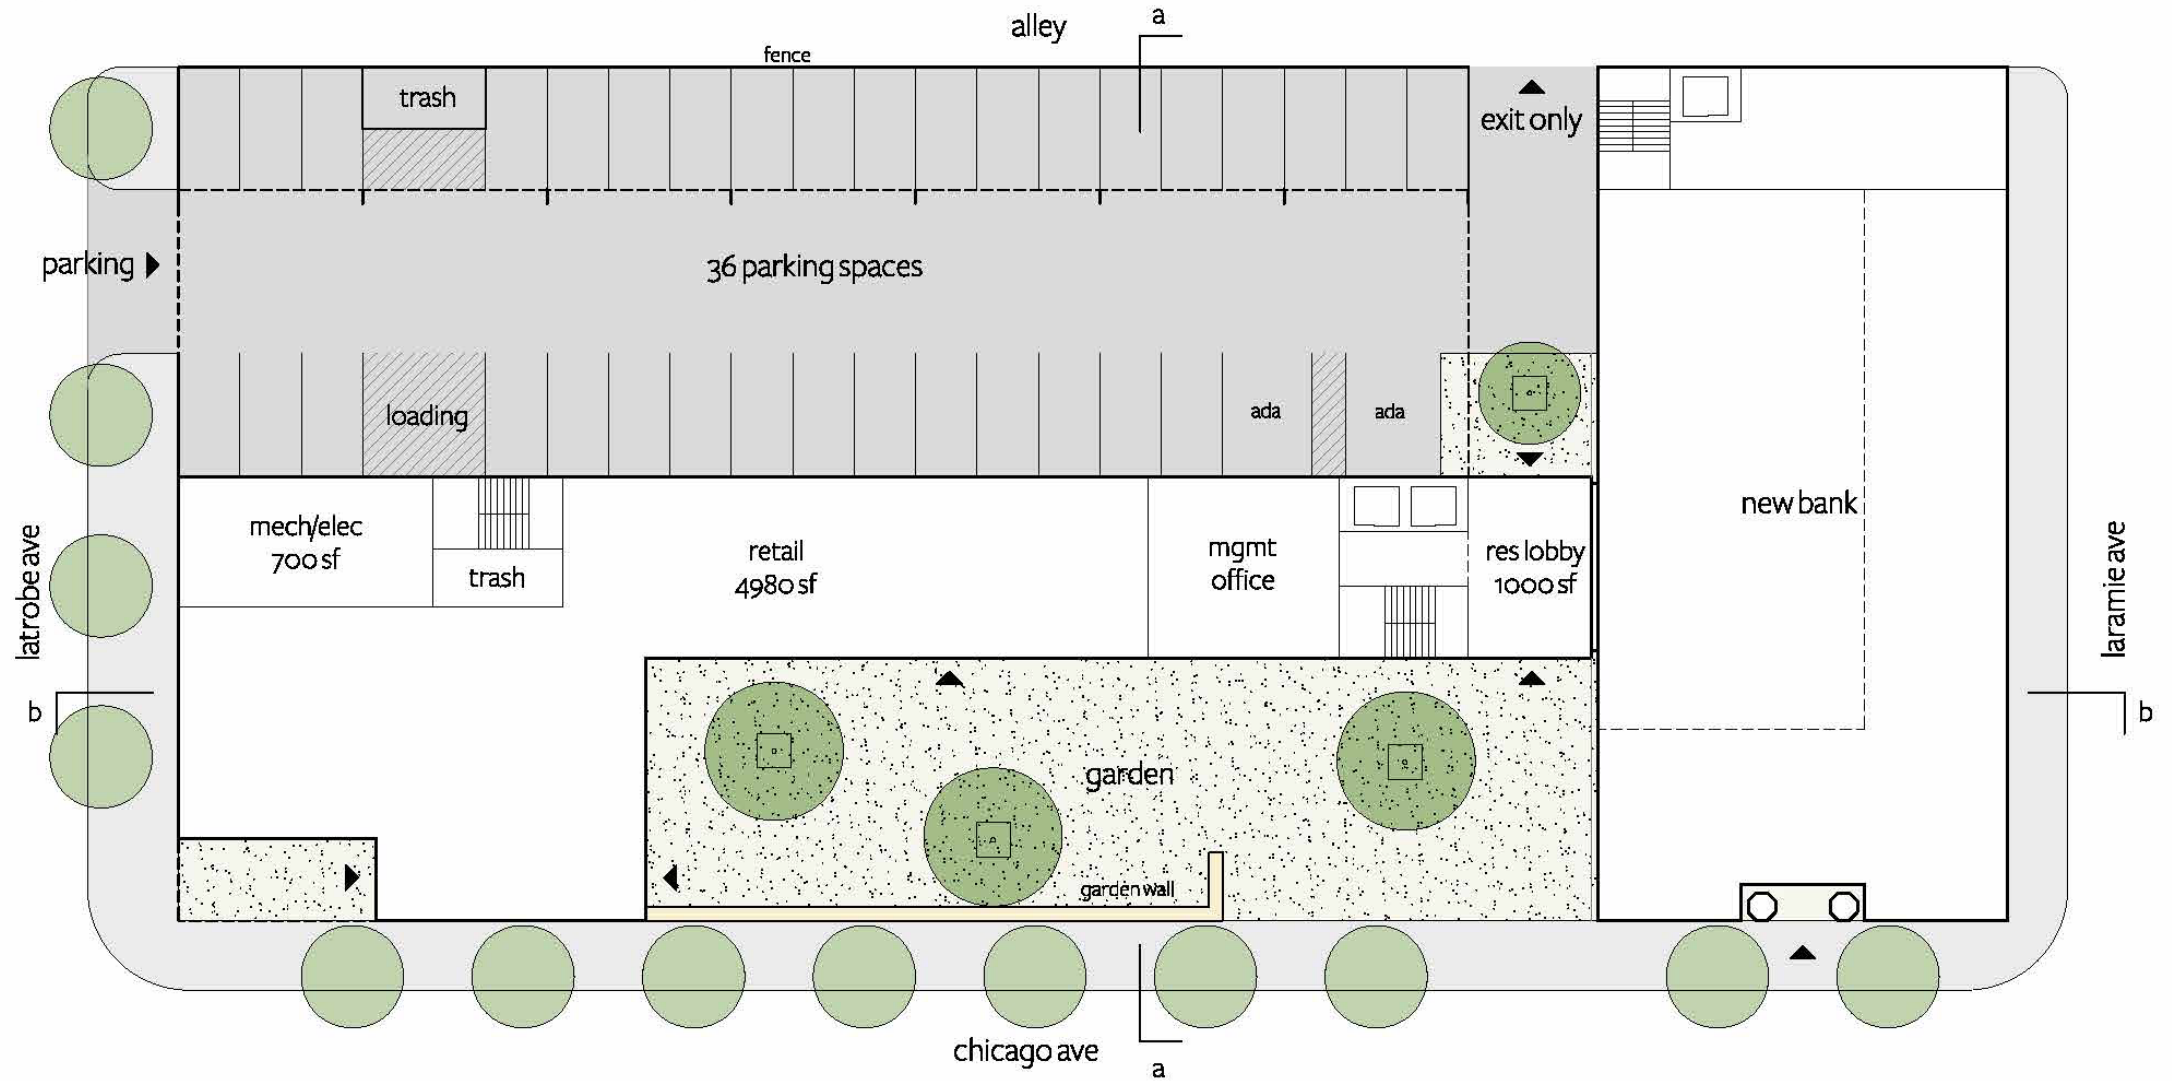 alley
a
fence
trash
exit only
parking
36 parking spaces
loading
ada
ada
new bank
mech/elec
700 sf
trash
retail
4980 sf
mgmt
office
res lobby
1000 sf
latrobe ave
laramie ave
b
b
garden
garden wall
chicago ave
a